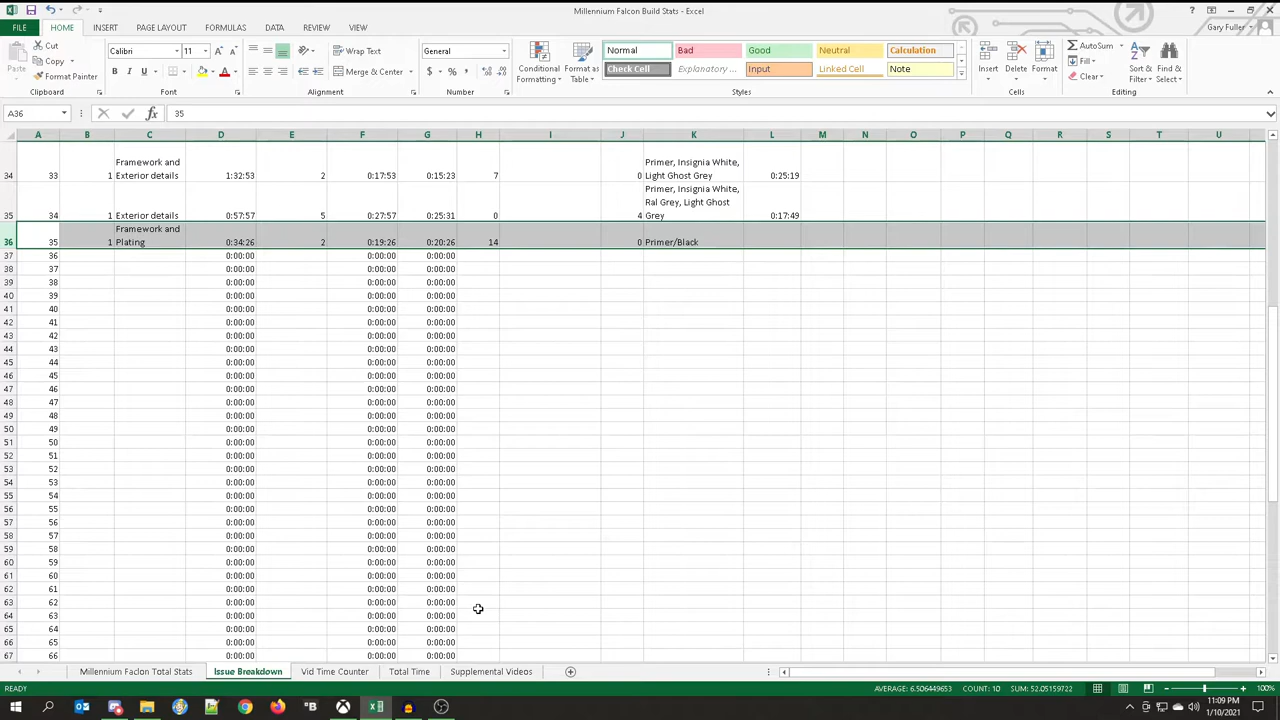 Millennium Falcon Build Stats - Excel
FILE HOME INSERT PAGE LAYOUT FORMULAS DATA REVIEW VIEW Gary Fuller
Paste Cut Copy Format Painter Clipboard
Calibri 11 Font
Wrap Text Merge & Center Alignment
General % , Number
Conditional Formatting Format as Table
Normal Bad Good Neutral Calculation
Check Cell Explanatory ... Input Linked Cell Note
Styles
Insert Delete Format Cells
AutoSum Fill Clear Sort & Filter Find & Select Editing
A36 fx 35
A B C D E F G H I J K L M N O P Q R S T U
34 33 1 Framework and Exterior details 1:32:53 2 0:17:53 0:15:23 7 0 Primer, Insignia White, Light Ghost Grey 0:25:19
35 34 1 Exterior details 0:57:57 5 0:27:57 0:25:31 0 4 Primer, Insignia White, Ral Grey, Light Ghost Grey 0:17:49
36 35 1 Framework and Plating 0:34:26 2 0:19:26 0:20:26 14 0 Primer/Black
37 36 0:00:00 0:00:00 0:00:00
38 37 0:00:00 0:00:00 0:00:00
39 38 0:00:00 0:00:00 0:00:00
40 39 0:00:00 0:00:00 0:00:00
41 40 0:00:00 0:00:00 0:00:00
42 41 0:00:00 0:00:00 0:00:00
43 42 0:00:00 0:00:00 0:00:00
44 43 0:00:00 0:00:00 0:00:00
45 44 0:00:00 0:00:00 0:00:00
46 45 0:00:00 0:00:00 0:00:00
47 46 0:00:00 0:00:00 0:00:00
48 47 0:00:00 0:00:00 0:00:00
49 48 0:00:00 0:00:00 0:00:00
50 49 0:00:00 0:00:00 0:00:00
51 50 0:00:00 0:00:00 0:00:00
52 51 0:00:00 0:00:00 0:00:00
53 52 0:00:00 0:00:00 0:00:00
54 53 0:00:00 0:00:00 0:00:00
55 54 0:00:00 0:00:00 0:00:00
56 55 0:00:00 0:00:00 0:00:00
57 56 0:00:00 0:00:00 0:00:00
58 57 0:00:00 0:00:00 0:00:00
59 58 0:00:00 0:00:00 0:00:00
60 59 0:00:00 0:00:00 0:00:00
61 60 0:00:00 0:00:00 0:00:00
62 61 0:00:00 0:00:00 0:00:00
63 62 0:00:00 0:00:00 0:00:00
64 63 0:00:00 0:00:00 0:00:00
65 64 0:00:00 0:00:00 0:00:00
66 65 0:00:00 0:00:00 0:00:00
67 66 0:00:00 0:00:00 0:00:00
Millennium Faclon Total Stats Issue Breakdown Vid Time Counter Total Time Supplemental Videos
READY AVERAGE: 6.506449653 COUNT: 10 SUM: 52.05159722 100%
11:09 PM
1/10/2021